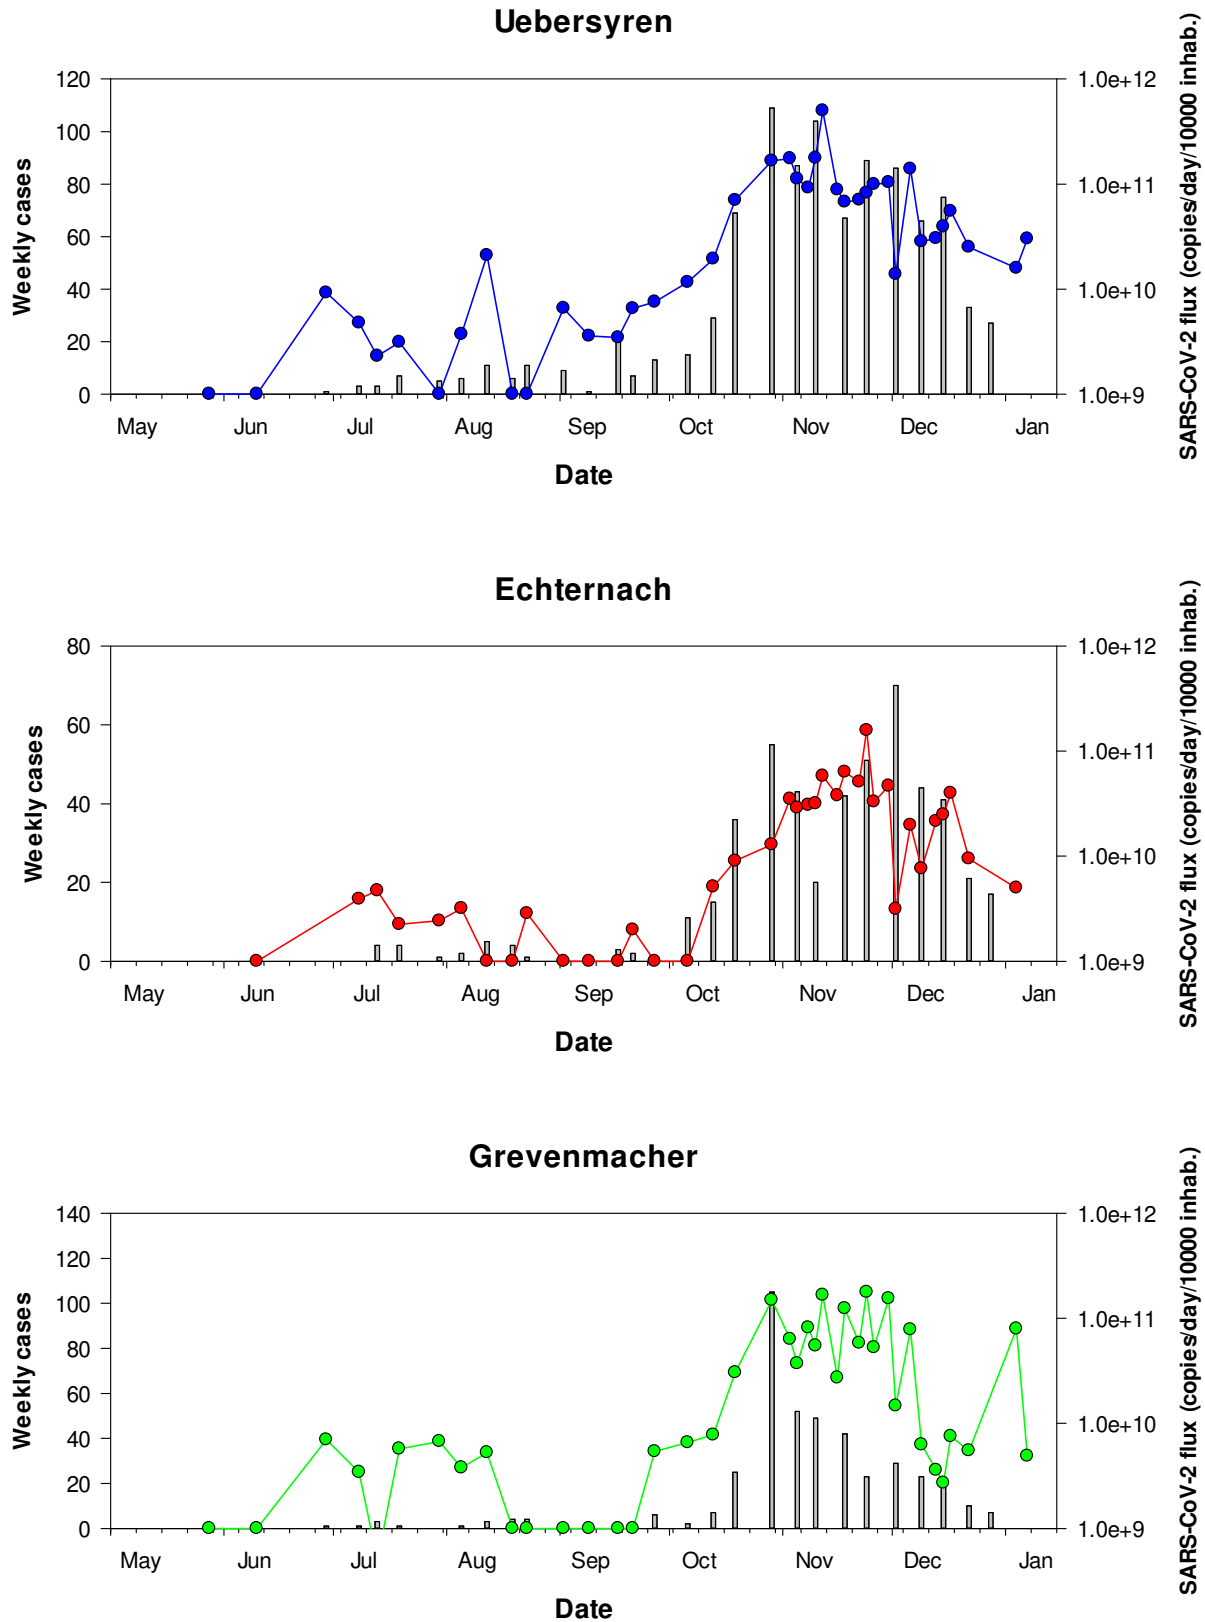 Uebersyren
120
100
80
60
40
20
0
Weekly cases
1.0e+12
1.0e+11
1.0e+10
1.0e+9
SARS-CoV-2 flux (copies/day/10000 inhab.)
May Jun Jul Aug Sep Oct Nov Dec Jan
Date
Echternach
80
60
40
20
0
Weekly cases
1.0e+12
1.0e+11
1.0e+10
1.0e+9
SARS-CoV-2 flux (copies/day/10000 inhab.)
May Jun Jul Aug Sep Oct Nov Dec Jan
Date
Grevenmacher
140
120
100
80
60
40
20
0
Weekly cases
1.0e+12
1.0e+11
1.0e+10
1.0e+9
SARS-CoV-2 flux (copies/day/10000 inhab.)
May Jun Jul Aug Sep Oct Nov Dec Jan
Date